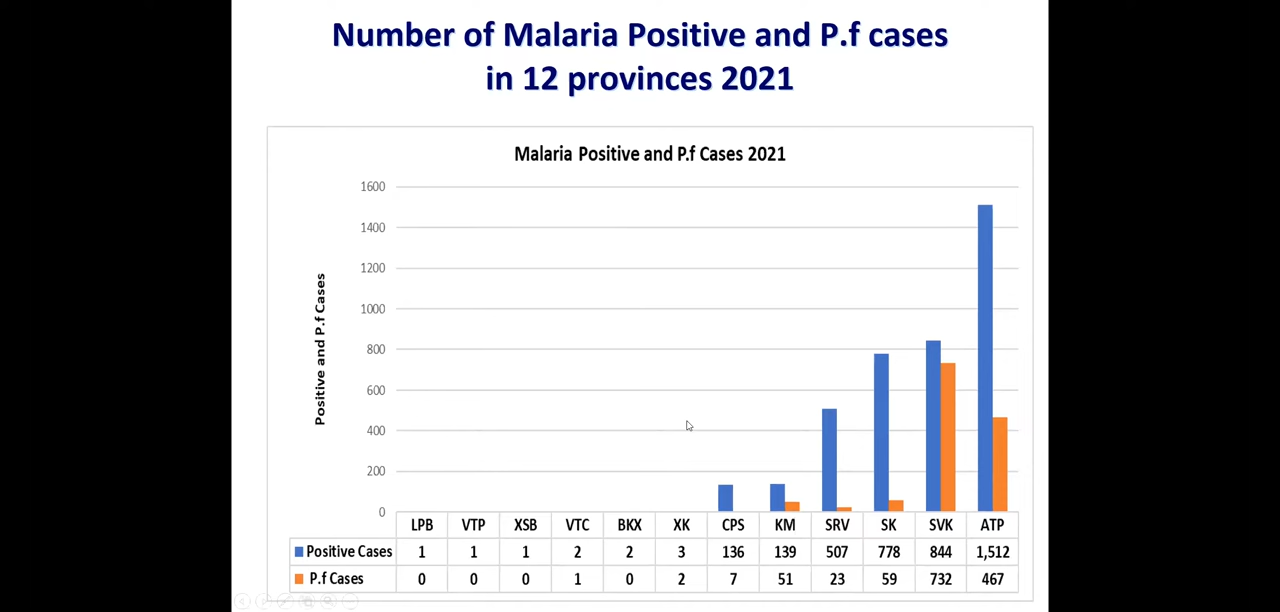 Number of Malaria Positive and P.f cases
in 12 provinces 2021
Malaria Positive and P.f Cases 2021
Positive and P.f Cases
1600
1400
1200
1000
800
600
400
200
0
LPB VTP XSB VTC BKX XK CPS KM SRV SK SVK ATP
Positive Cases 1 1 1 2 2 3 136 139 507 778 844 1,512
P.f Cases 0 0 0 1 0 2 7 51 23 59 732 467